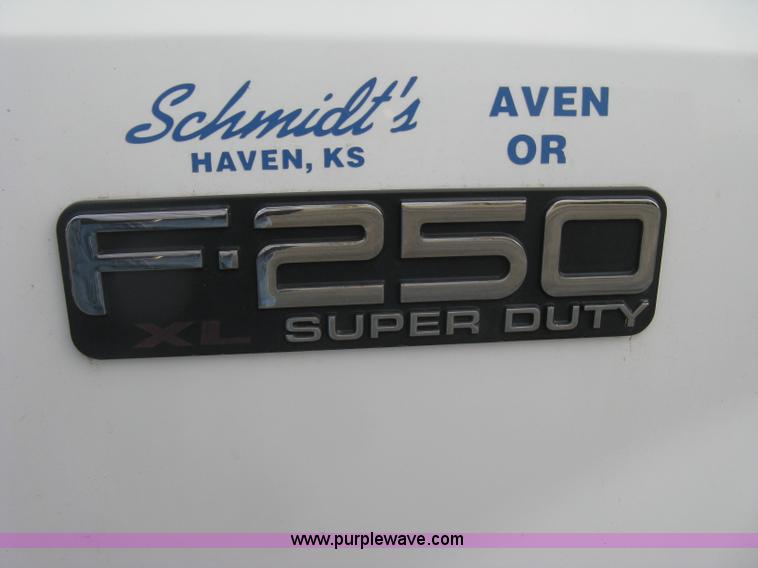 Schmidt's
HAVEN, KS
AVEN
OR
F-250
XL SUPER DUTY
www.purplewave.com